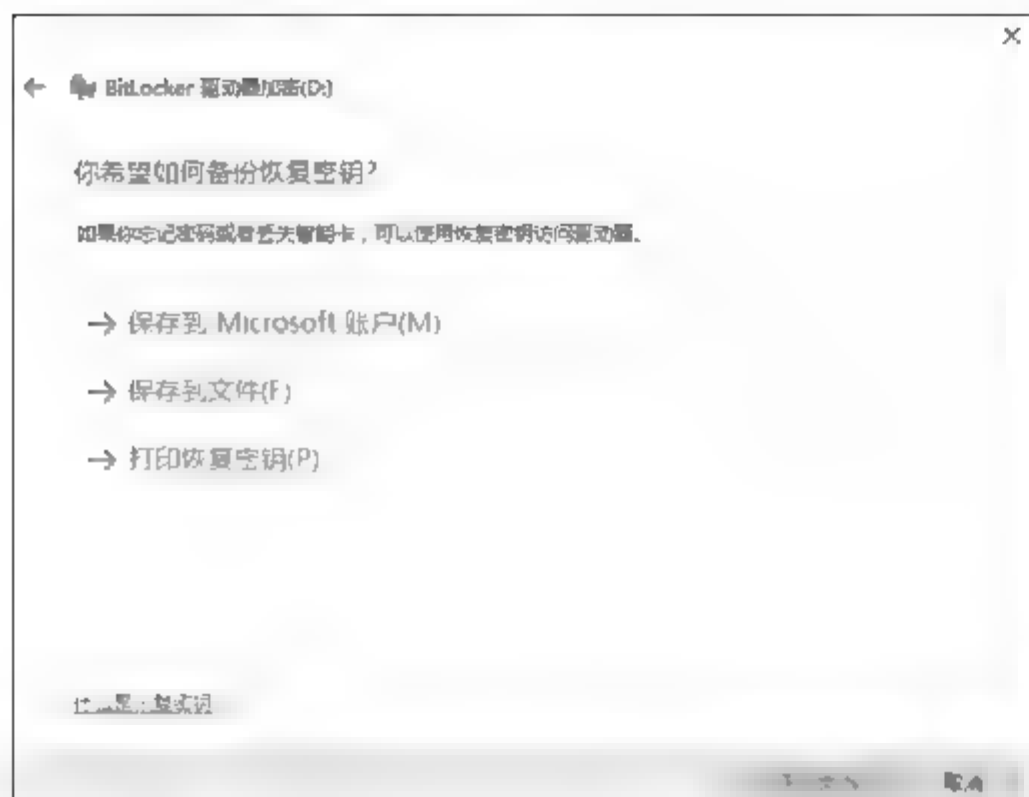 BitLocker 驱动器加密(D:)
你希望如何备份恢复密钥?
如果你忘记密码或者丢失智能卡，可以使用恢复密钥访问驱动器。
保存到 Microsoft 账户(M)
保存到文件(F)
打印恢复密钥(P)
取消